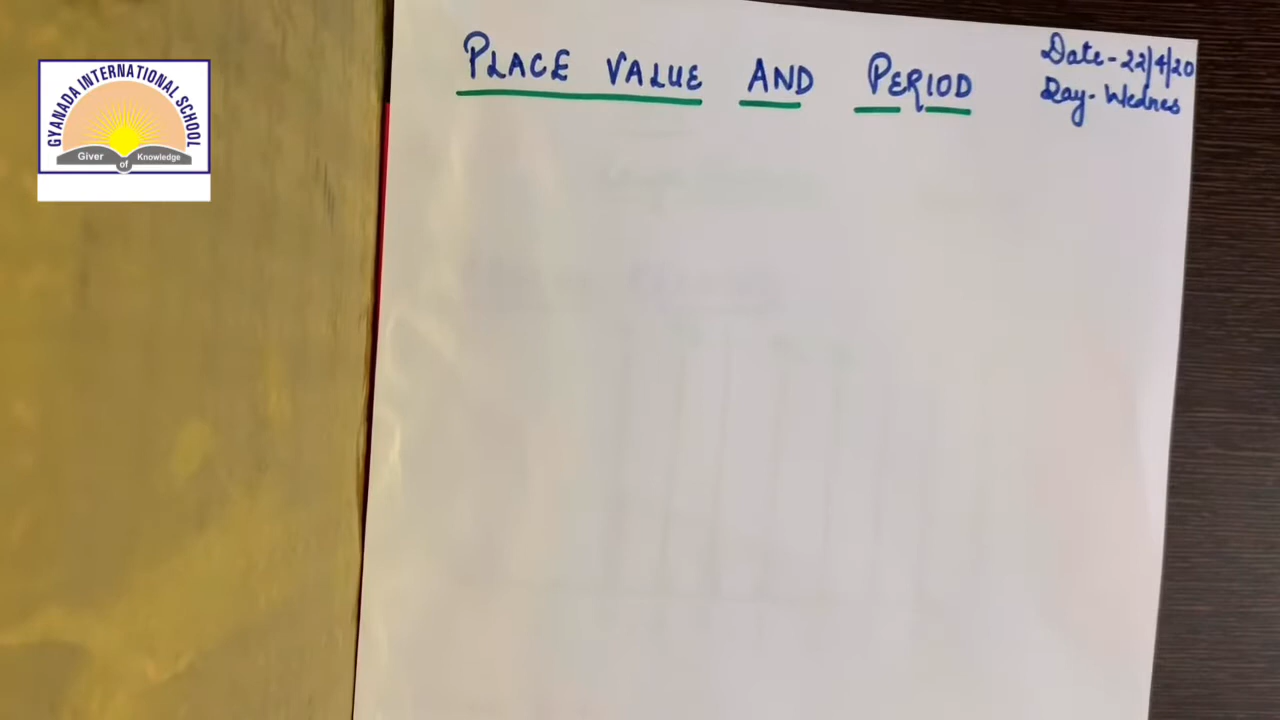 GYANADA INTERNATIONAL SCHOOL
Giver of Knowledge
PLACE VALUE AND PERIOD
Date-22/4/20
Day-Wednes